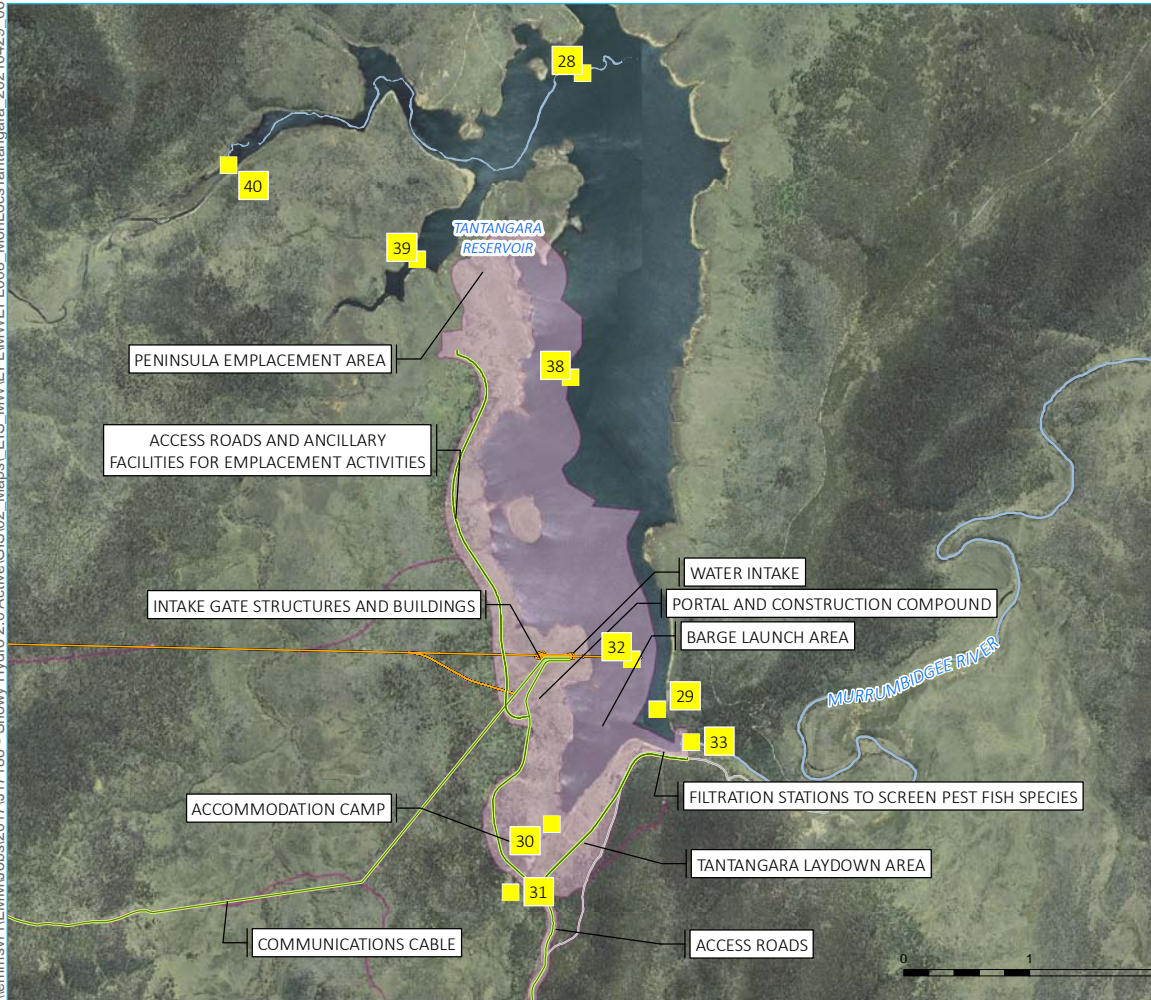 28
40
TANTANGARA
RESERVOIR
39
PENINSULA EMPLACEMENT AREA
38
ACCESS ROADS AND ANCILLARY
FACILITIES FOR EMPLACEMENT ACTIVITIES
WATER INTAKE
INTAKE GATE STRUCTURES AND BUILDINGS
PORTAL AND CONSTRUCTION COMPOUND
BARGE LAUNCH AREA
32
MURRUMBIDGEE RIVER
29
33
FILTRATION STATIONS TO SCREEN PEST FISH SPECIES
ACCOMMODATION CAMP
30
TANTANGARA LAYDOWN AREA
31
COMMUNICATIONS CABLE
ACCESS ROADS
0 1